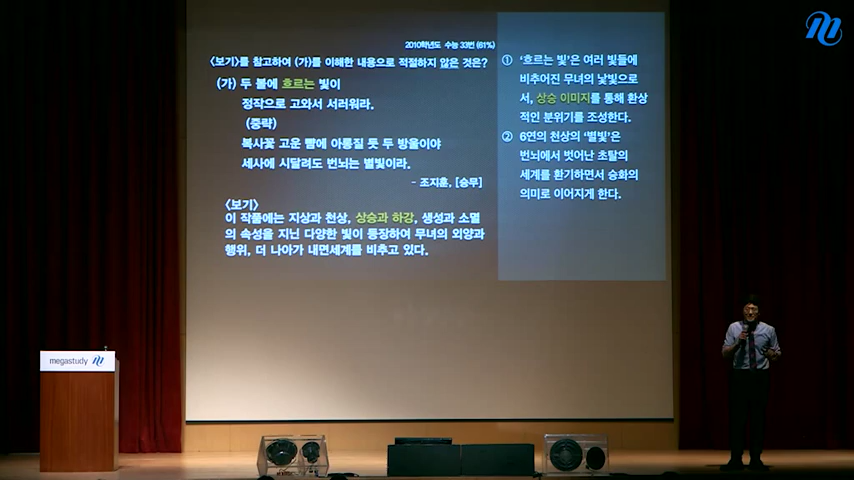 2010학년도 수능 33번 (61%)
<보기>를 참고하여 (가)를 이해한 내용으로 적절하지 않은 것은?
(가) 두 볼에 흐르는 빛이
정작으로 고와서 서러워라.
(중략)
복사꽃 고운 뺨에 아롱질 듯 두 방울이야
세사에 시달려도 번뇌는 별빛이라.
- 조지훈, [승무]
<보기>
이 작품에는 지상과 천상, 상승과 하강, 생성과 소멸
의 속성을 지닌 다양한 빛이 등장하여 무녀의 외양과
행위, 더 나아가 내면세계를 비추고 있다.
① '흐르는 빛'은 여러 빛들에
비추어진 무녀의 낯빛으로
서, 상승 이미지를 통해 환상
적인 분위기를 조성한다.
② 6연의 천상의 '별빛'은
번뇌에서 벗어난 초탈의
세계를 환기하면서 승화의
의미로 이어지게 한다.
megastudy